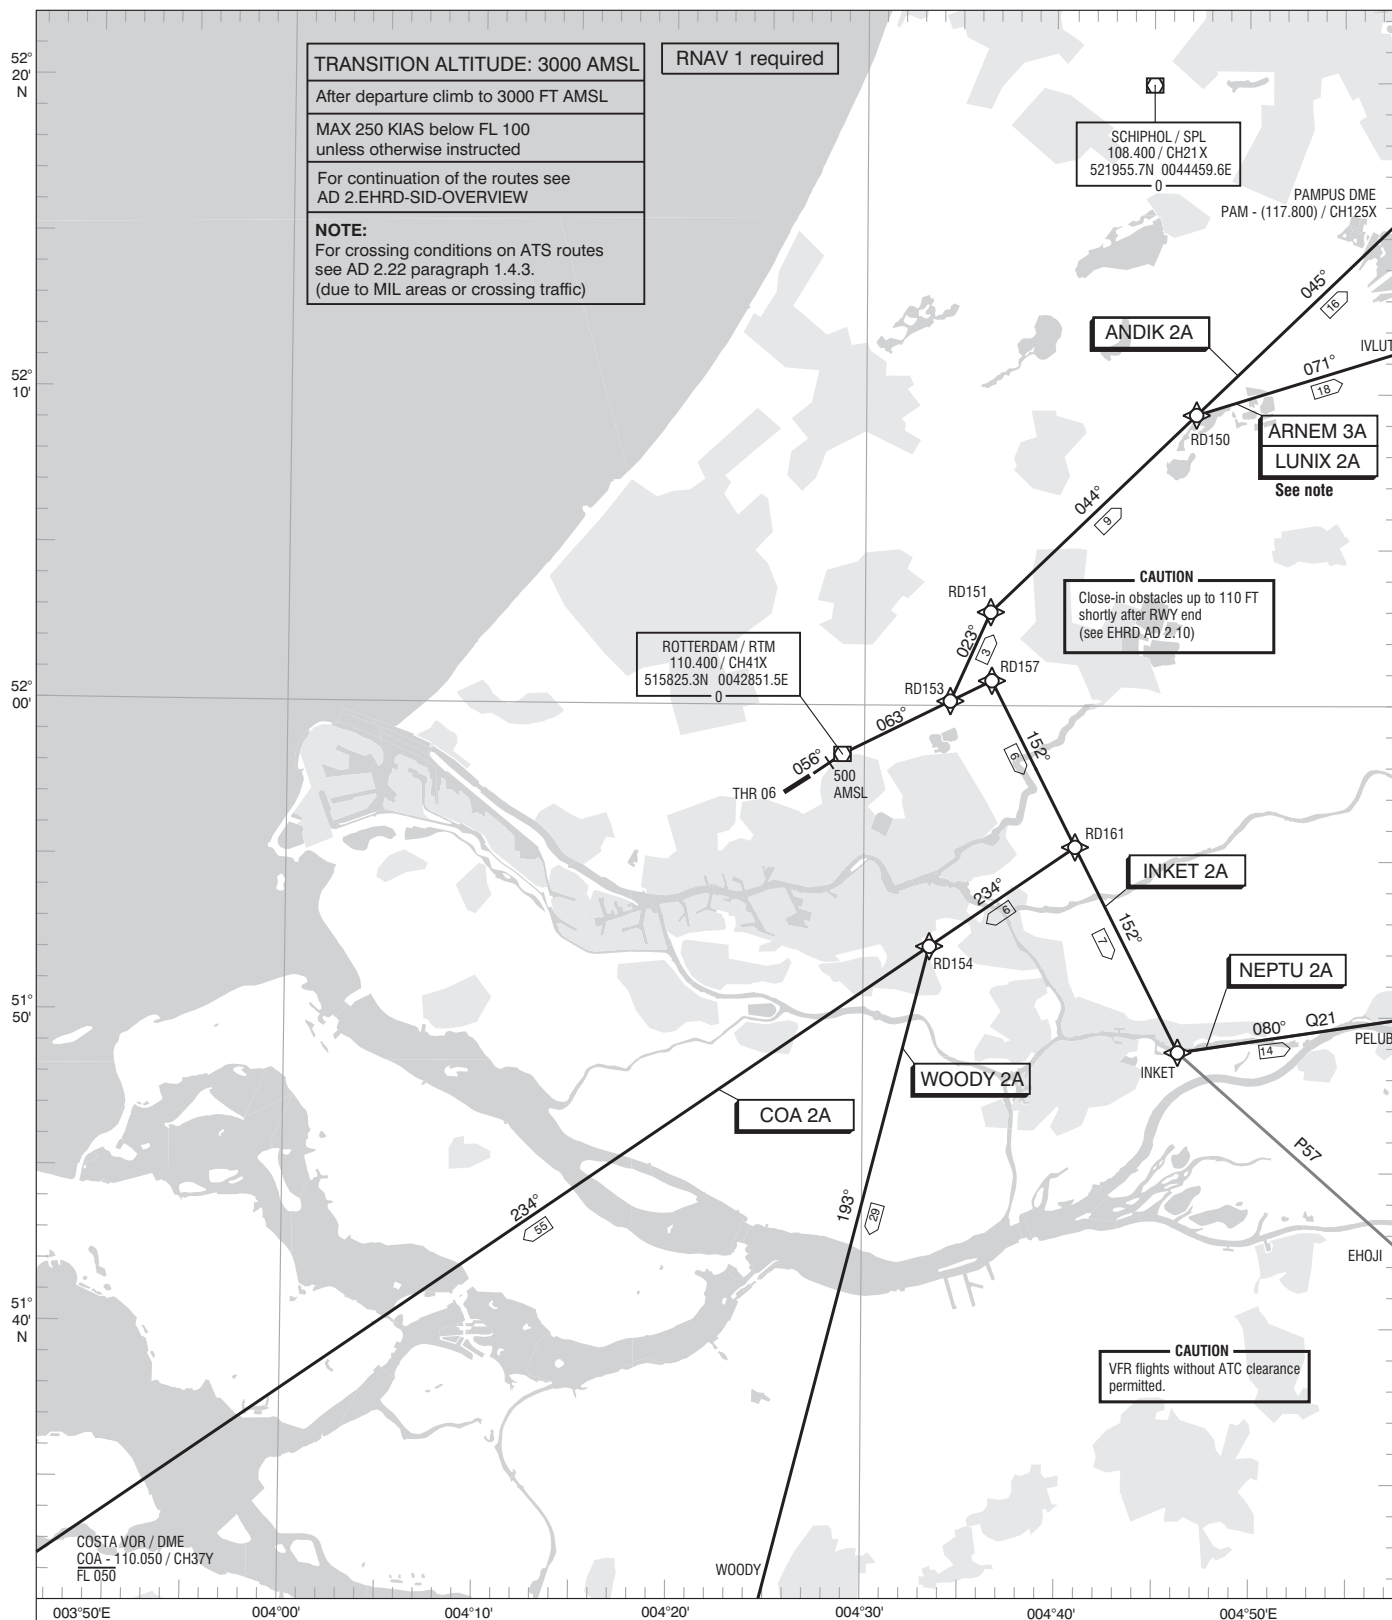 52°
20'
N
TRANSITION ALTITUDE: 3000 AMSL
After departure climb to 3000 FT AMSL
MAX 250 KIAS below FL 100
unless otherwise instructed
For continuation of the routes see
AD 2.EHRD-SID-OVERVIEW
NOTE:
For crossing conditions on ATS routes
see AD 2.22 paragraph 1.4.3.
(due to MIL areas or crossing traffic)
RNAV 1 required
SCHIPHOL / SPL
108.400 / CH21X
521955.7N 0044459.6E
0
PAMPUS DME
PAM - (117.800) / CH125X
045°
16
ANDIK 2A
IVLUT
071°
18
52°
10'
RD150
ARNEM 3A
LUNIX 2A
See note
044°
9
CAUTION
Close-in obstacles up to 110 FT
shortly after RWY end
(see EHRD AD 2.10)
RD151
023°
3
RD157
ROTTERDAM / RTM
110.400 / CH41X
515825.3N 0042851.5E
0
RD153
52°
00'
063°
056°
THR 06
500
AMSL
152°
6
RD161
INKET 2A
234°
6
152°
7
RD154
NEPTU 2A
51°
50'
080°
Q21
14
PELUB
INKET
WOODY 2A
COA 2A
P57
234°
55
193°
29
EHOJI
51°
40'
N
CAUTION
VFR flights without ATC clearance
permitted.
COSTA VOR / DME
COA - 110.050 / CH37Y
FL 050
WOODY
003°50'E
004°00'
004°10'
004°20'
004°30'
004°40'
004°50'E